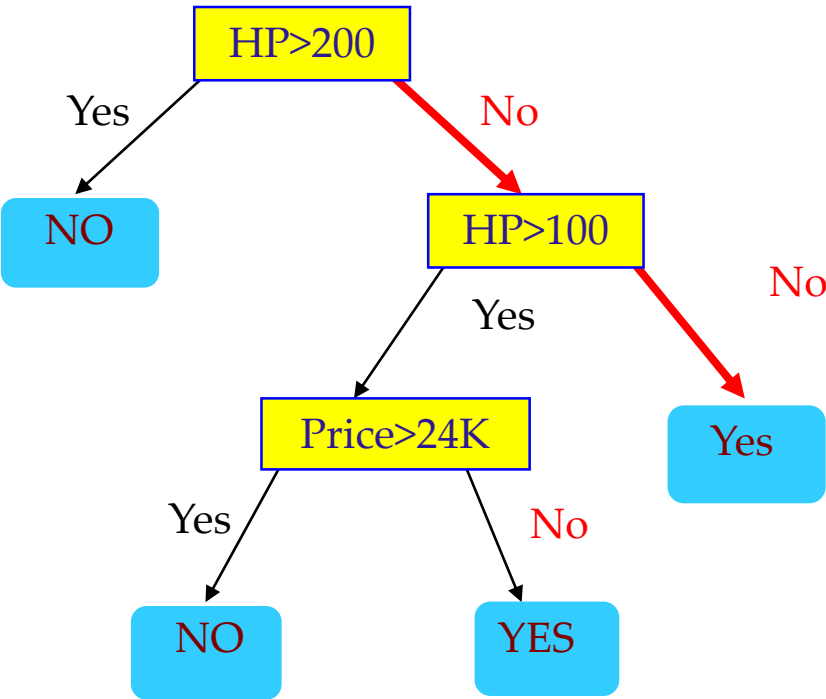 HP>200
Yes
No
NO
HP>100
No
Yes
Price>24K
Yes
Yes
No
NO
YES